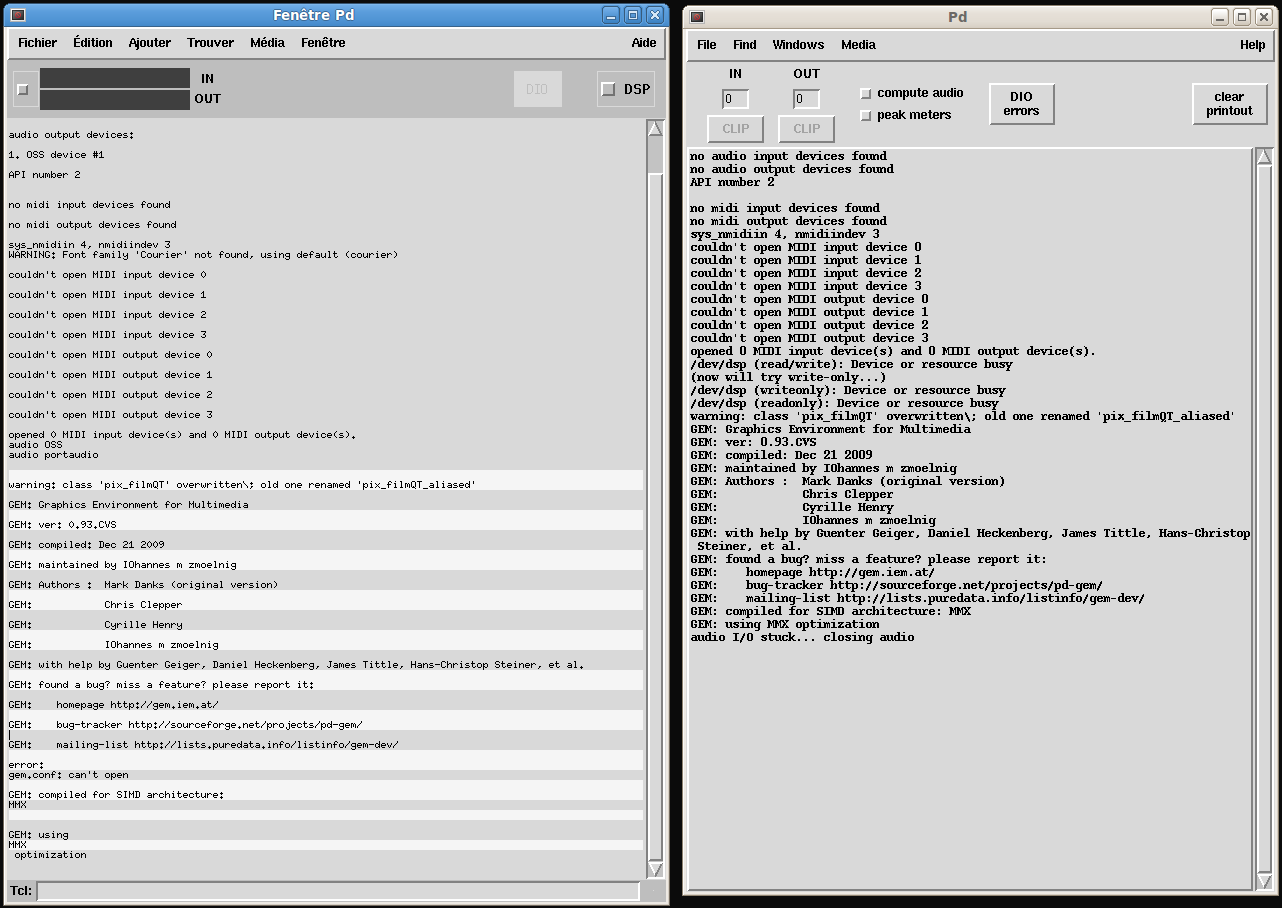 Fenêtre Pd
Fichier Édition Ajouter Trouver Média Fenêtre Aide
IN
OUT
DIO
DSP
audio output devices:
1. OSS device #1
API number 2
no midi input devices found
no midi output devices found
sys_nmidiin 4, nmidiindev 3
WARNING: Font family 'Courier' not found, using default (courier)
couldn't open MIDI input device 0
couldn't open MIDI input device 1
couldn't open MIDI input device 2
couldn't open MIDI input device 3
couldn't open MIDI output device 0
couldn't open MIDI output device 1
couldn't open MIDI output device 2
couldn't open MIDI output device 3
opened 0 MIDI input device(s) and 0 MIDI output device(s).
audio OSS
audio portaudio
warning: class 'pix_filmQT' overwritten\; old one renamed 'pix_filmQT_aliased'
GEM: Graphics Environment for Multimedia
GEM: ver: 0.93.CVS
GEM: compiled: Dec 21 2009
GEM: maintained by IOhannes m zmoelnig
GEM: Authors :  Mark Danks (original version)
GEM:            Chris Clepper
GEM:            Cyrille Henry
GEM:            IOhannes m zmoelnig
GEM: with help by Guenter Geiger, Daniel Heckenberg, James Tittle, Hans-Christop Steiner, et al.
GEM: found a bug? miss a feature? please report it:
GEM:    homepage http://gem.iem.at/
GEM:    bug-tracker http://sourceforge.net/projects/pd-gem/
GEM:    mailing-list http://lists.puredata.info/listinfo/gem-dev/
error:
gem.conf: can't open
GEM: compiled for SIMD architecture:
MMX
GEM: using
MMX
optimization
Tcl:
Pd
File Find Windows Media Help
IN OUT
0 0
CLIP CLIP
compute audio
peak meters
DIO
errors
clear
printout
no audio input devices found
no audio output devices found
API number 2
no midi input devices found
no midi output devices found
sys_nmidiin 4, nmidiindev 3
couldn't open MIDI input device 0
couldn't open MIDI input device 1
couldn't open MIDI input device 2
couldn't open MIDI input device 3
couldn't open MIDI output device 0
couldn't open MIDI output device 1
couldn't open MIDI output device 2
couldn't open MIDI output device 3
opened 0 MIDI input device(s) and 0 MIDI output device(s).
/dev/dsp (read/write): Device or resource busy
(now will try write-only...)
/dev/dsp (writeonly): Device or resource busy
/dev/dsp (readonly): Device or resource busy
warning: class 'pix_filmQT' overwritten\; old one renamed 'pix_filmQT_aliased'
GEM: Graphics Environment for Multimedia
GEM: ver: 0.93.CVS
GEM: compiled: Dec 21 2009
GEM: maintained by IOhannes m zmoelnig
GEM: Authors :  Mark Danks (original version)
GEM:            Chris Clepper
GEM:            Cyrille Henry
GEM:            IOhannes m zmoelnig
GEM: with help by Guenter Geiger, Daniel Heckenberg, James Tittle, Hans-Christop
Steiner, et al.
GEM: found a bug? miss a feature? please report it:
GEM:    homepage http://gem.iem.at/
GEM:    bug-tracker http://sourceforge.net/projects/pd-gem/
GEM:    mailing-list http://lists.puredata.info/listinfo/gem-dev/
GEM: compiled for SIMD architecture: MMX
GEM: using MMX optimization
audio I/O stuck... closing audio